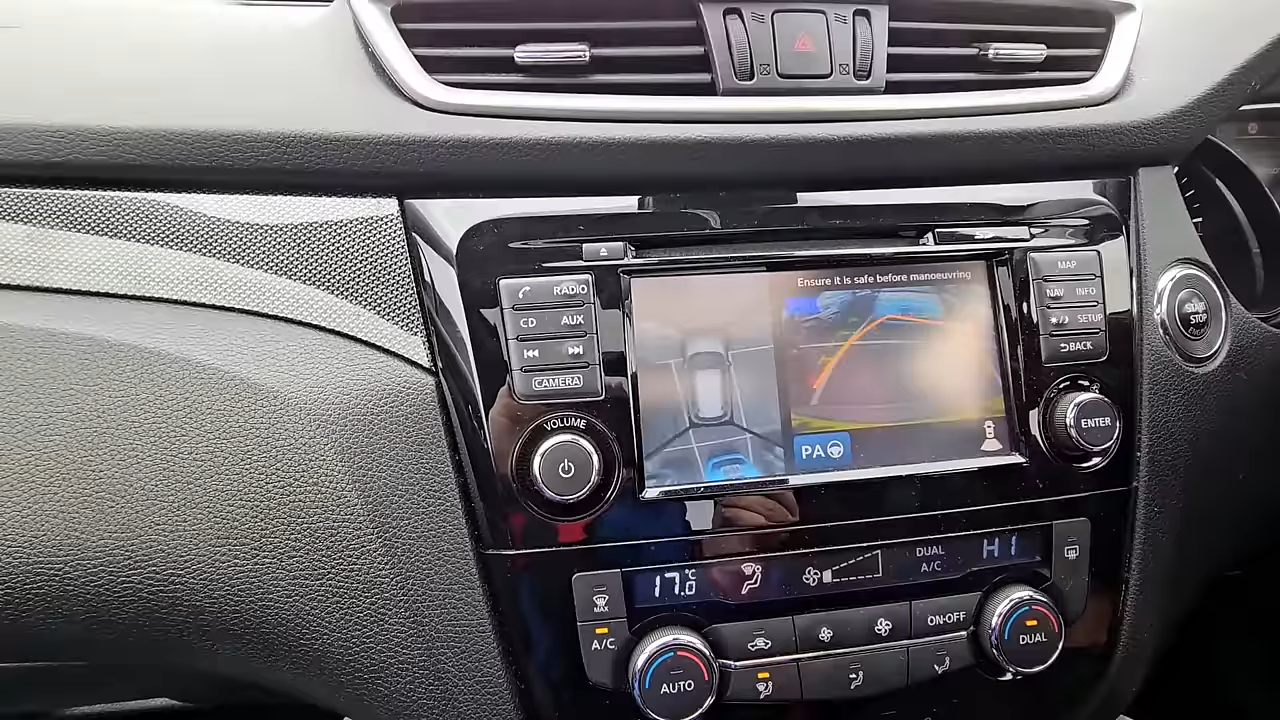 Ensure it is safe before manoeuvring
MAP
RADIO
NAV INFO
CD AUX
SETUP
BACK
START
STOP
CAMERA
VOLUME
ENTER
PA
17.0°C
DUAL
A/C
HI
MAX
A/C
ON·OFF
DUAL
AUTO